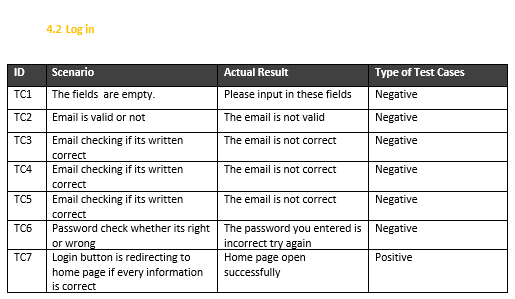 4.2 Log in
ID Scenario Actual Result Type of Test Cases
TC1 The fields are empty. Please input in these fields Negative
TC2 Email is valid or not The email is not valid Negative
TC3 Email checking if its written The email is not correct Negative
correct
TC4 Email checking if its written The email is not correct Negative
correct
TC5 Email checking if its written The email is not correct Negative
correct
TC6 Password check whether its right The password you entered is Negative
or wrong incorrect try again
TC7 Login button is redirecting to Home page open Positive
home page if every information successfully
is correct